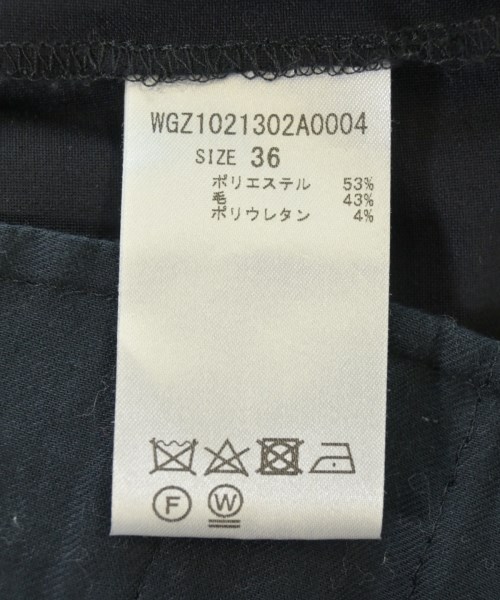 WGZ1021302A0004
SIZE 36
ポリエステル 53%
毛 43%
ポリウレタン 4%
F W